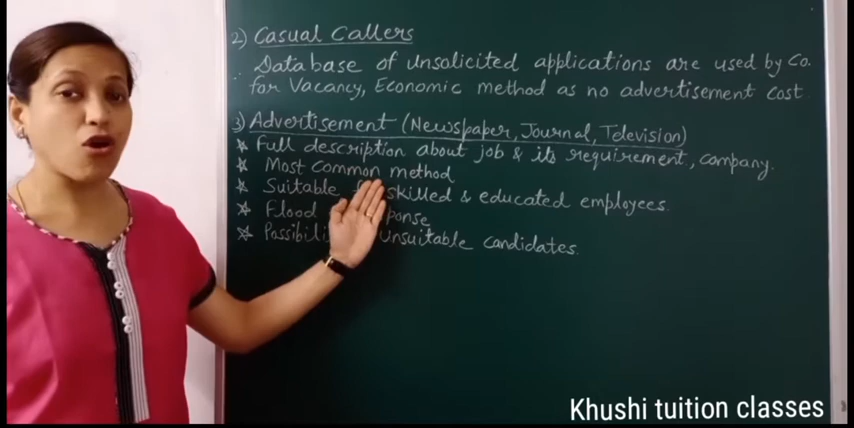 2) Casual Callers
Database of unsolicited applications are used by Co.
for Vacancy, Economic method as no advertisement cost.
3) Advertisement (Newspaper, Journal, Television)
* Full description about job & its requirement, company.
* Most Common method
* Suitable skilled & educated employees.
* Flood
* unsuitable candidates.
Khushi tuition classes